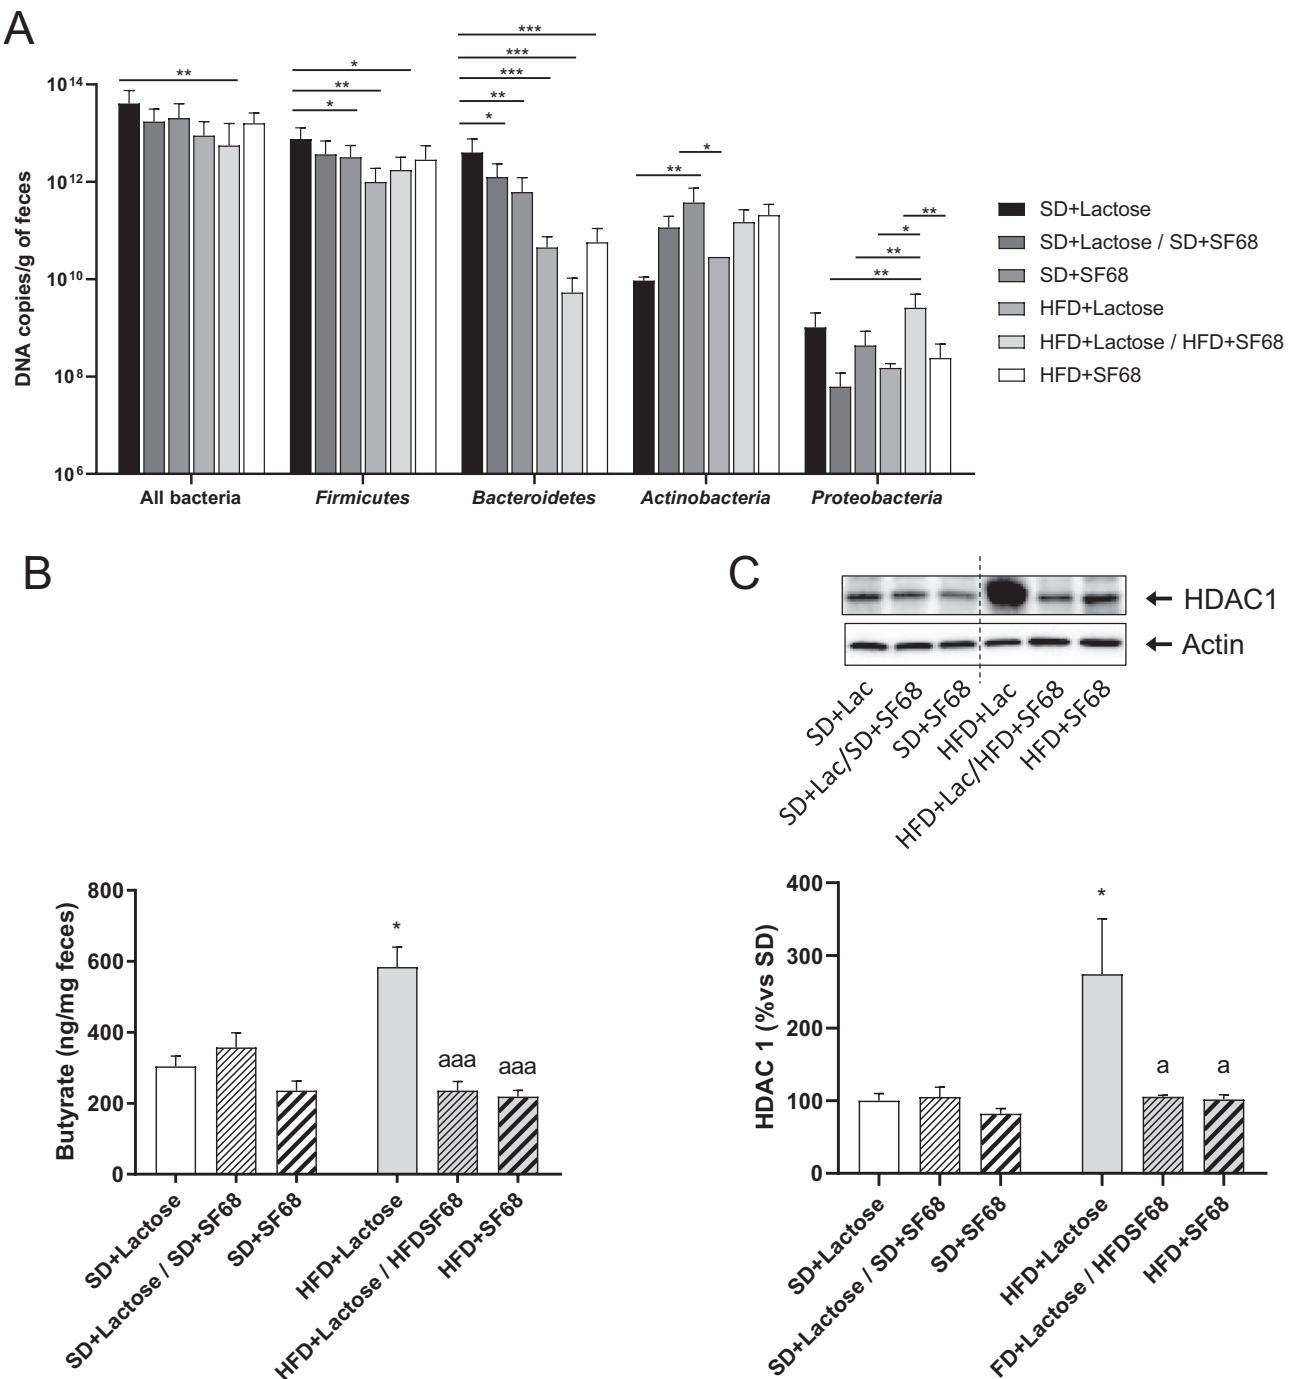 A
***
***
***
**
*
*
**
*
**
*
**
**
*
**
**
10^14
10^12
10^10
10^8
10^6
DNA copies/g of feces
All bacteria
Firmicutes
Bacteroidetes
Actinobacteria
Proteobacteria
SD+Lactose
SD+Lactose / SD+SF68
SD+SF68
HFD+Lactose
HFD+Lactose / HFD+SF68
HFD+SF68
B
800
600
400
200
0
Butyrate (ng/mg feces)
*
aaa
aaa
SD+Lactose
SD+Lactose / SD+SF68
SD+SF68
HFD+Lactose
HFD+Lactose / HFDSF68
HFD+SF68
C
HDAC1
Actin
SD+Lac
SD+Lac/SD+SF68
SD+SF68
HFD+Lac
HFD+Lac/HFD+SF68
HFD+SF68
400
300
200
100
0
HDAC 1 (%vs SD)
*
a
a
SD+Lactose
SD+Lactose / SD+SF68
SD+SF68
HFD+Lactose
FD+Lactose / HFDSF68
HFD+SF68